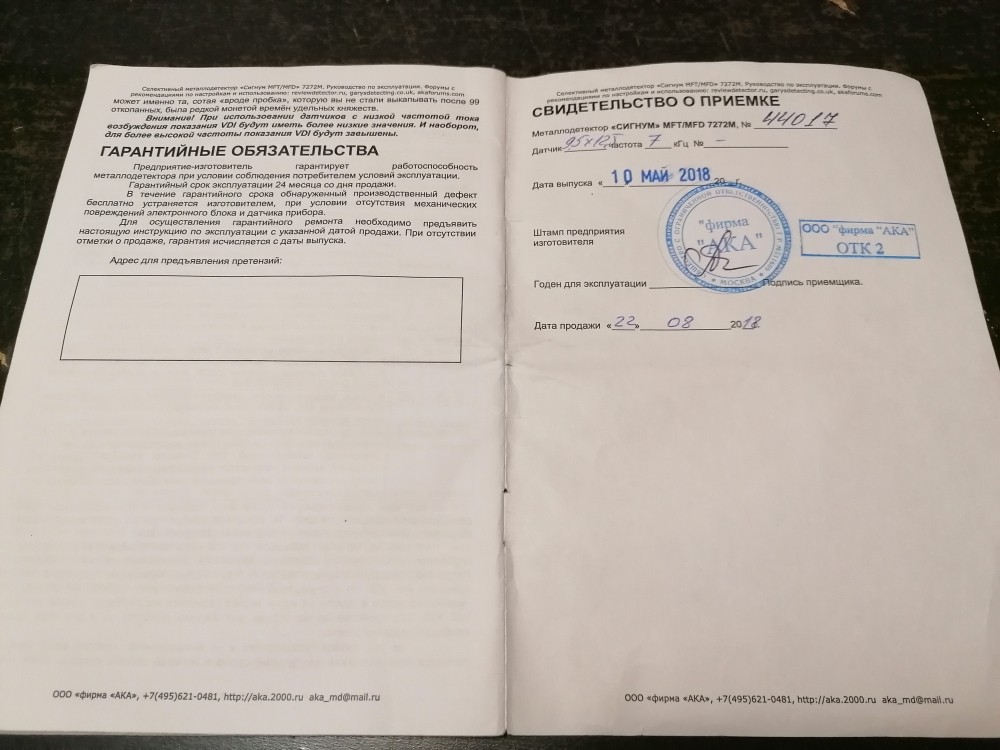 Селективный металлодетектор «Сигнум MFT/MFD» 7272М. Руководство по эксплуатации. Форумы с
рекомендациями по настройкам и использованию: reviewdetector.ru, garysdetecting.co.uk, akaforums.com
может именно та, сотая «вроде пробка», которую вы не стали выкапывать после 99
откопанных, была редкой монетой времён удельных княжеств.
Внимание! При использовании датчиков с низкой частотой тока
возбуждения показания VDI будут иметь более низкие значения. И наоборот,
для более высокой частоты показания VDI будут завышены.
ГАРАНТИЙНЫЕ ОБЯЗАТЕЛЬСТВА
Предприятие-изготовитель гарантирует работоспособность
металлодетектора при условии соблюдения потребителем условий эксплуатации.
Гарантийный срок эксплуатации 24 месяца со дня продажи.
В течение гарантийного срока обнаруженный производственный дефект
бесплатно устраняется изготовителем, при условии отсутствия механических
повреждений электронного блока и датчика прибора.
Для осуществления гарантийного ремонта необходимо предъявить
настоящую инструкцию по эксплуатации с указанной датой продажи. При отсутствии
отметки о продаже, гарантия исчисляется с даты выпуска.
Адрес для предъявления претензий:
ООО «фирма «АКА», +7(495)621-0481, http://aka.2000.ru aka_md@mail.ru
Селективный металлодетектор «Сигнум MFT/MFD» 7272М. Руководство по эксплуатации. Форумы с
рекомендациями по настройкам и использованию: reviewdetector.ru, garysdetecting.co.uk, akaforums.com
СВИДЕТЕЛЬСТВО О ПРИЕМКЕ
Металлодетектор «СИГНУМ» MFT/MFD 7272М, № 44017
Датчик частота 7 кГц № –
Дата выпуска « 10 МАЙ 2018 20 г.
Штамп предприятия
изготовителя
"фирма
"АКА"
МОСКВА
ООО "фирма "АКА"
ОТК 2
Годен для эксплуатации Подпись приемщика.
Дата продажи «22» 08 2018
ООО «фирма «АКА», +7(495)621-0481, http://aka.2000.ru aka_md@mail.ru